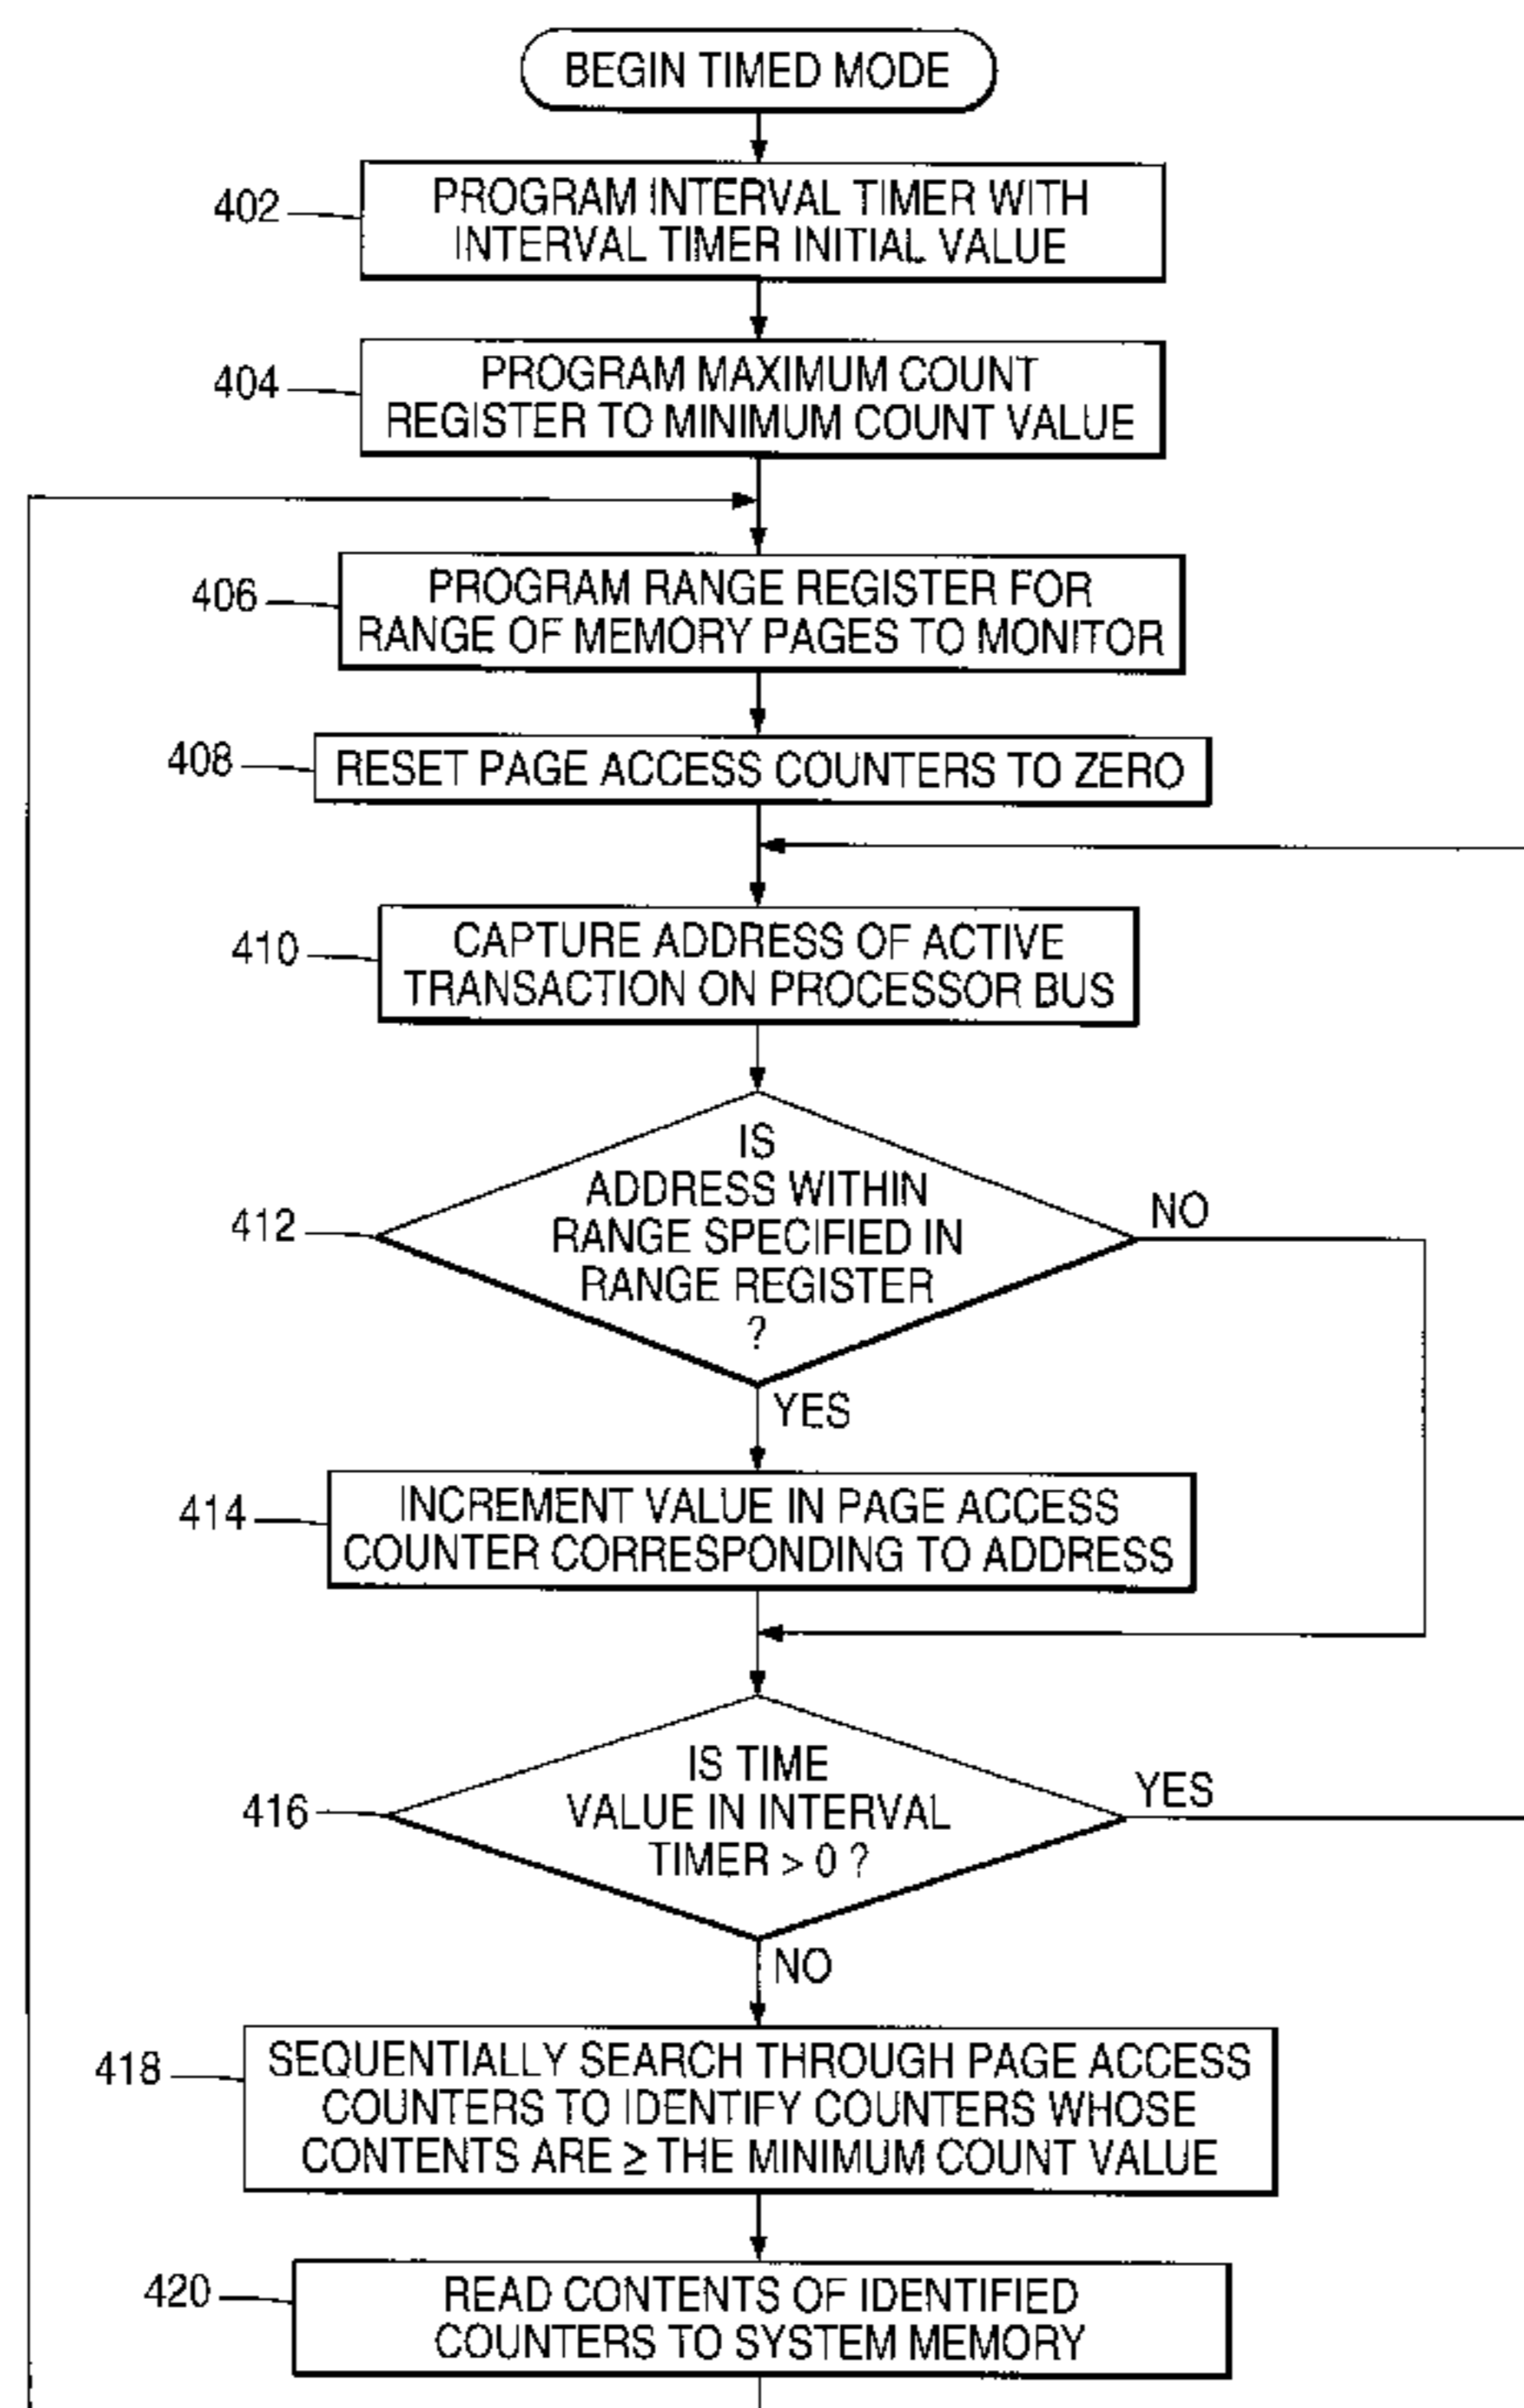 BEGIN TIMED MODE
402
PROGRAM INTERVAL TIMER WITH
INTERVAL TIMER INITIAL VALUE
404
PROGRAM MAXIMUM COUNT
REGISTER TO MINIMUM COUNT VALUE
406
PROGRAM RANGE REGISTER FOR
RANGE OF MEMORY PAGES TO MONITOR
408
RESET PAGE ACCESS COUNTERS TO ZERO
410
CAPTURE ADDRESS OF ACTIVE
TRANSACTION ON PROCESSOR BUS
412
IS
ADDRESS WITHIN
RANGE SPECIFIED IN
RANGE REGISTER
?
NO
YES
414
INCREMENT VALUE IN PAGE ACCESS
COUNTER CORRESPONDING TO ADDRESS
416
IS TIME
VALUE IN INTERVAL
TIMER > 0 ?
YES
NO
418
SEQUENTIALLY SEARCH THROUGH PAGE ACCESS
COUNTERS TO IDENTIFY COUNTERS WHOSE
CONTENTS ARE ≥ THE MINIMUM COUNT VALUE
420
READ CONTENTS OF IDENTIFIED
COUNTERS TO SYSTEM MEMORY